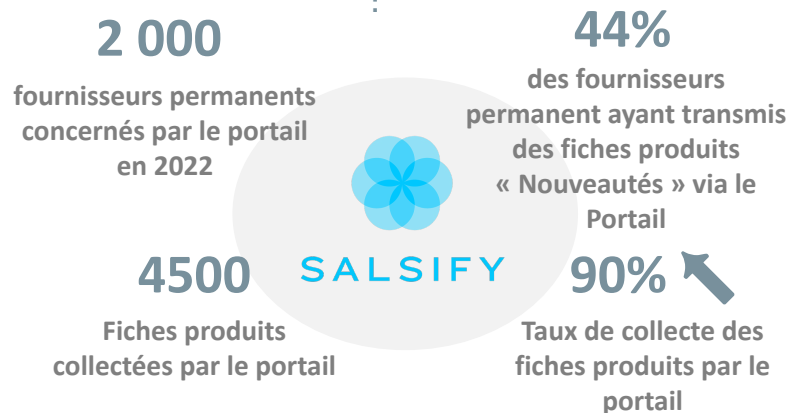 2 000
fournisseurs permanents
concernés par le portail
en 2022
44%
des fournisseurs
permanent ayant transmis
des fiches produits
« Nouveautés » via le
Portail
SALSIFY
4500
Fiches produits
collectées par le portail
90%
Taux de collecte des
fiches produits par le
portail